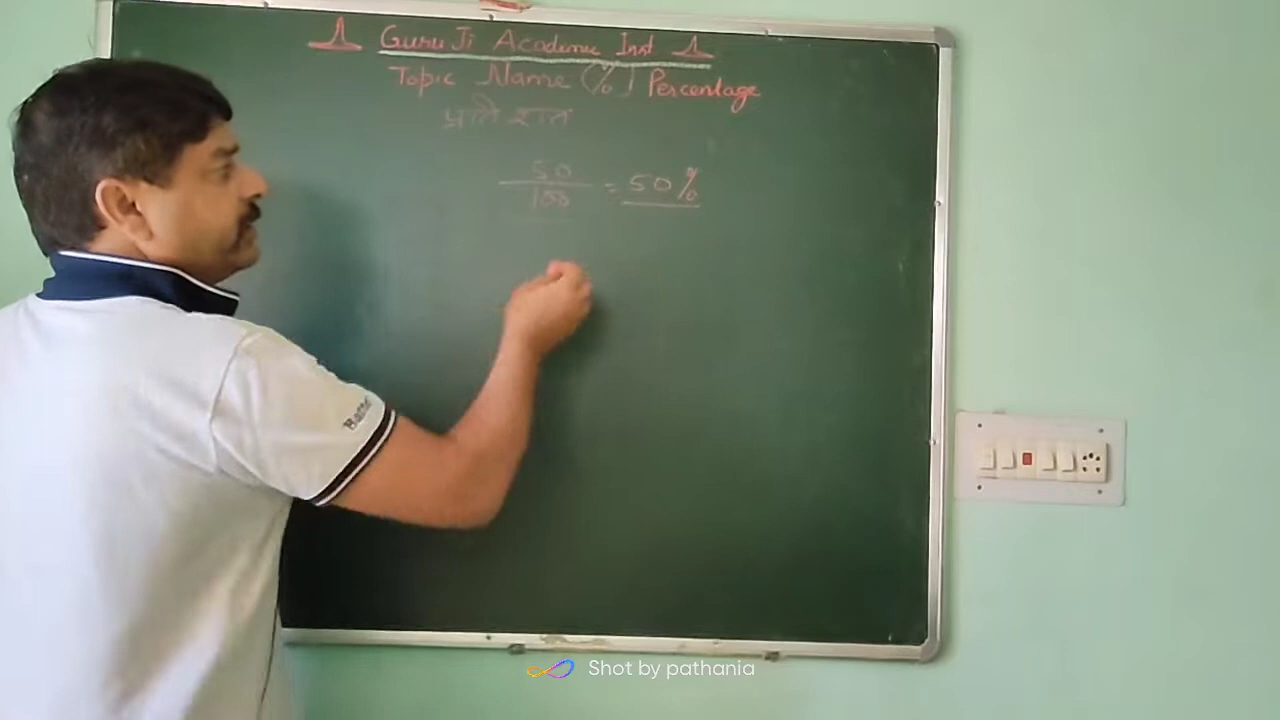 Guru Ji Academic Inst
Topic Name (%) Percentage
प्रति शत
50
100
= 50%
Shot by pathania